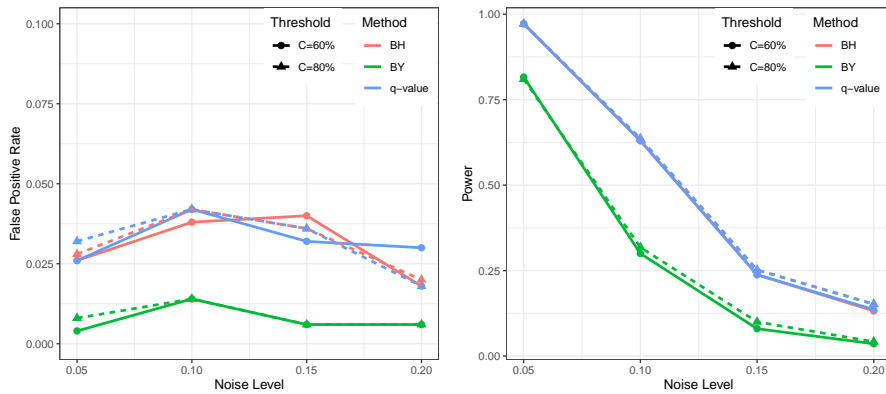 0.100
0.075
0.050
0.025
0.000
False Positive Rate
0.05 0.10 0.15 0.20
Noise Level
Threshold
C=60%
C=80%
Method
BH
BY
q-value
1.00
0.75
0.50
0.25
0.00
Power
0.05 0.10 0.15 0.20
Noise Level
Threshold
C=60%
C=80%
Method
BH
BY
q-value